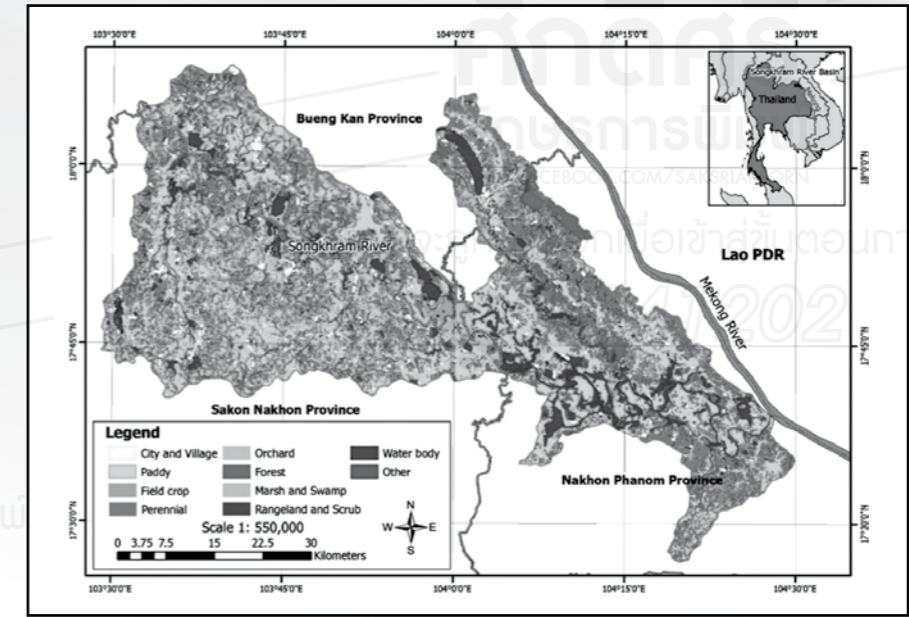 103°30'0"E 103°45'0"E 104°0'0"E 104°15'0"E 104°30'0"E
Songkhram River Basin
Thailand
Bueng Kan Province
18°0'0"N 18°0'0"N
Songkhram River
Lao PDR
Mekong River
17°45'0"N 17°45'0"N
Sakon Nakhon Province
Nakhon Phanom Province
Legend
City and Village
Paddy
Field crop
Perennial
Orchard
Forest
Marsh and Swamp
Rangeland and Scrub
Water body
Other
Scale 1: 550,000
0 3.75 7.5 15 22.5 30
Kilometers
N
W E
S
17°30'0"N 17°30'0"N
103°30'0"E 103°45'0"E 104°0'0"E 104°15'0"E 104°30'0"E